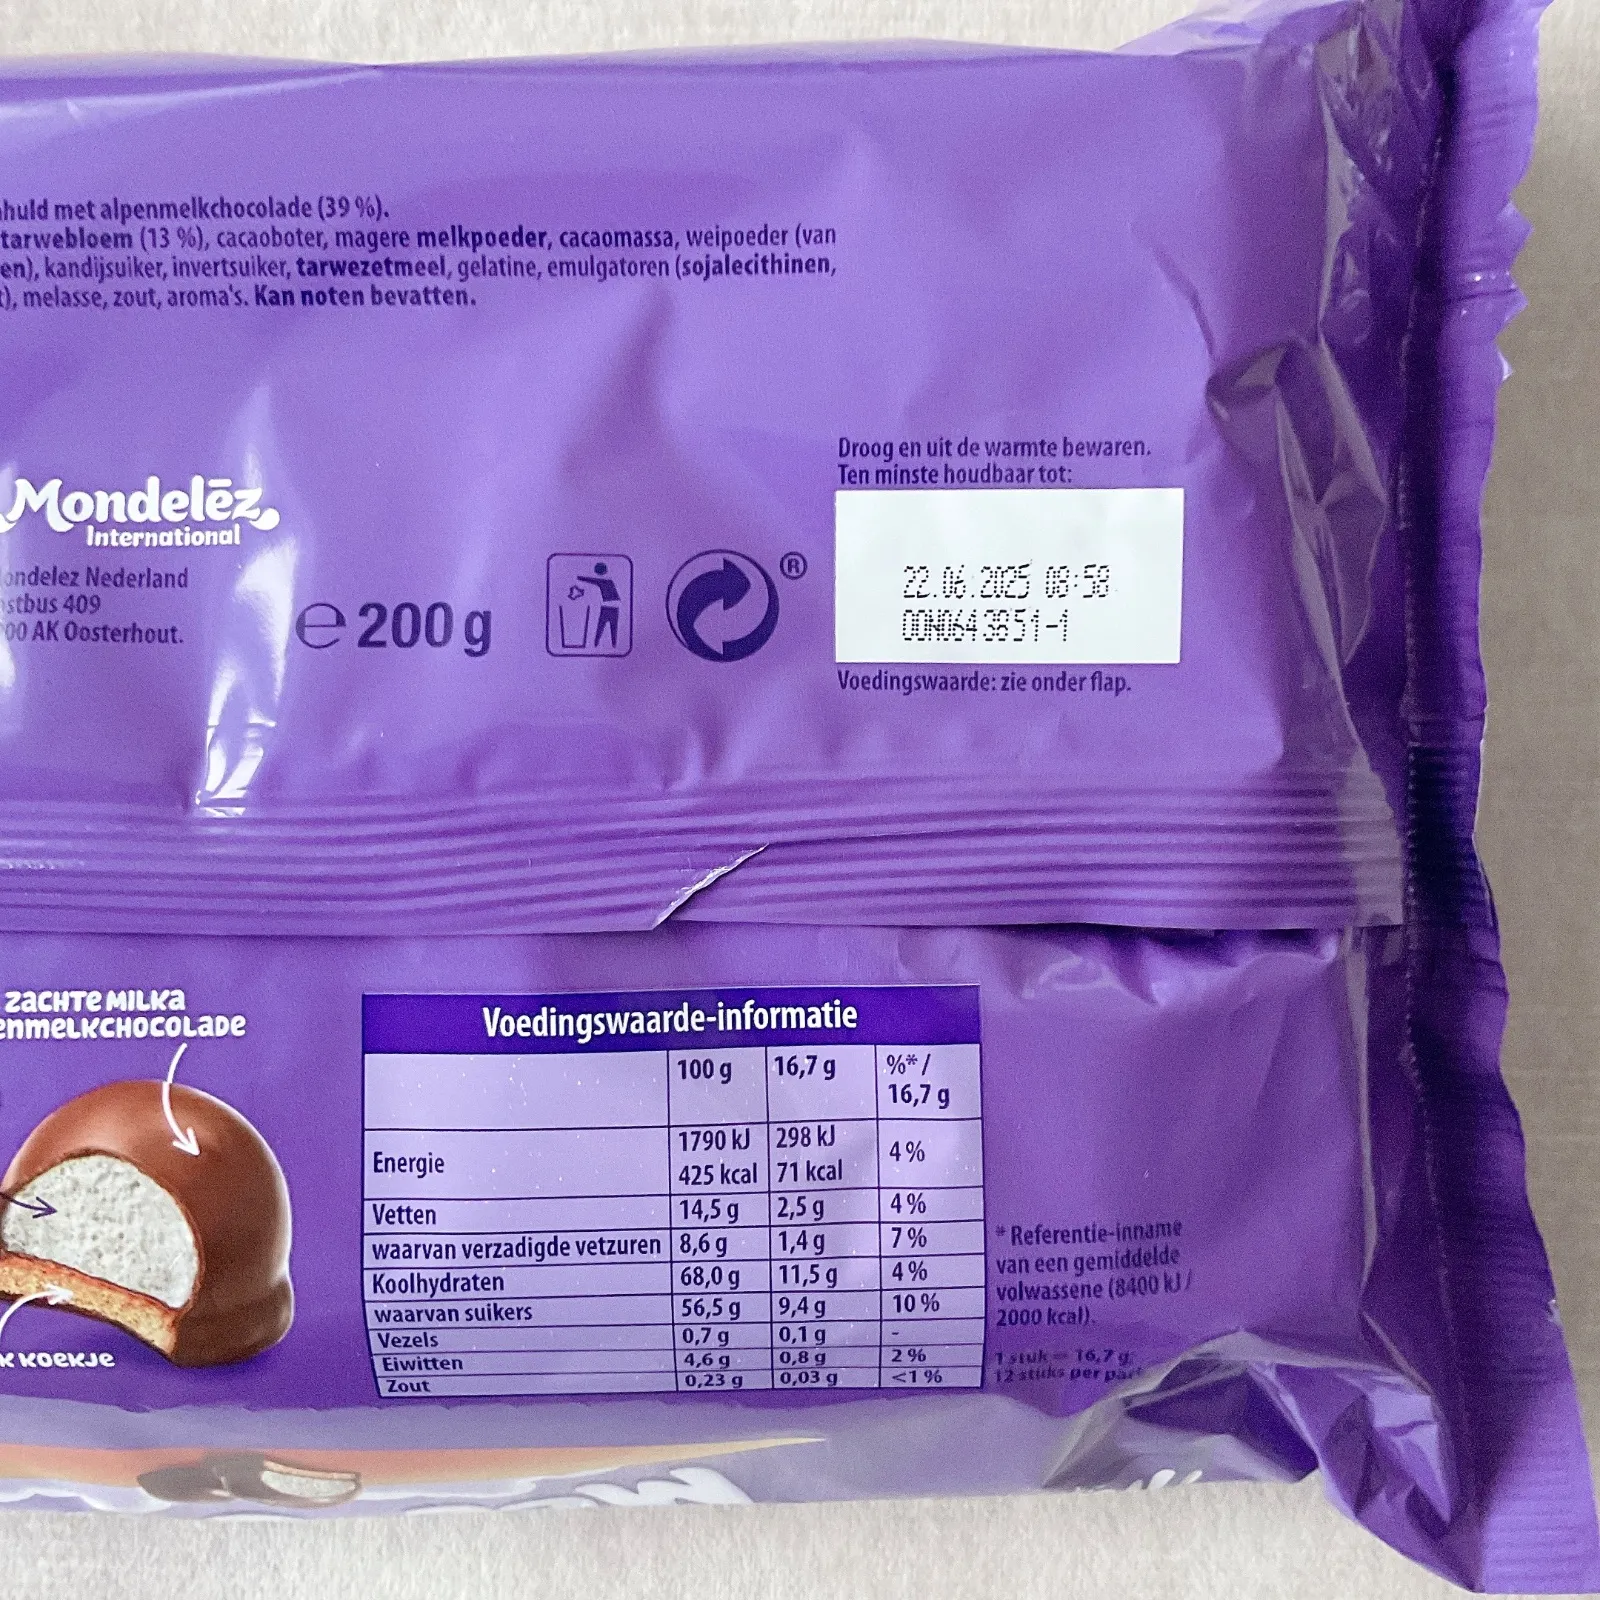 huld met alpenmelkchocolade (39 %).
tarwebloem (13 %), cacaoboter, magere melkpoeder, cacaomassa, weipoeder (van
en), kandijsuiker, invertsuiker, tarwezetmeel, gelatine, emulgatoren (sojalecithinen,
), melasse, zout, aroma's. Kan noten bevatten.
Droog en uit de warmte bewaren.
Ten minste houdbaar tot:
22.06.2025 08:58
OON0643851-1
Voedingswaarde: zie onder flap.
Mondelēz
International
ondelez Nederland
stbus 409
00 AK Oosterhout.
e 200 g
®
ZACHTE MILKA
ENMELKCHOCOLADE
K KOEKJE
Voedingswaarde-informatie
100 g 16,7 g %* /
16,7 g
Energie 1790 kJ 298 kJ 4 %
425 kcal 71 kcal
Vetten 14,5 g 2,5 g 4 %
waarvan verzadigde vetzuren 8,6 g 1,4 g 7 %
Koolhydraten 68,0 g 11,5 g 4 %
waarvan suikers 56,5 g 9,4 g 10 %
Vezels 0,7 g 0,1 g -
Eiwitten 4,6 g 0,8 g 2 %
Zout 0,23 g 0,03 g <1 %
* Referentie-inname
van een gemiddelde
volwassene (8400 kJ /
2000 kcal).
1 stuk = 16,7 g
12 stuks per